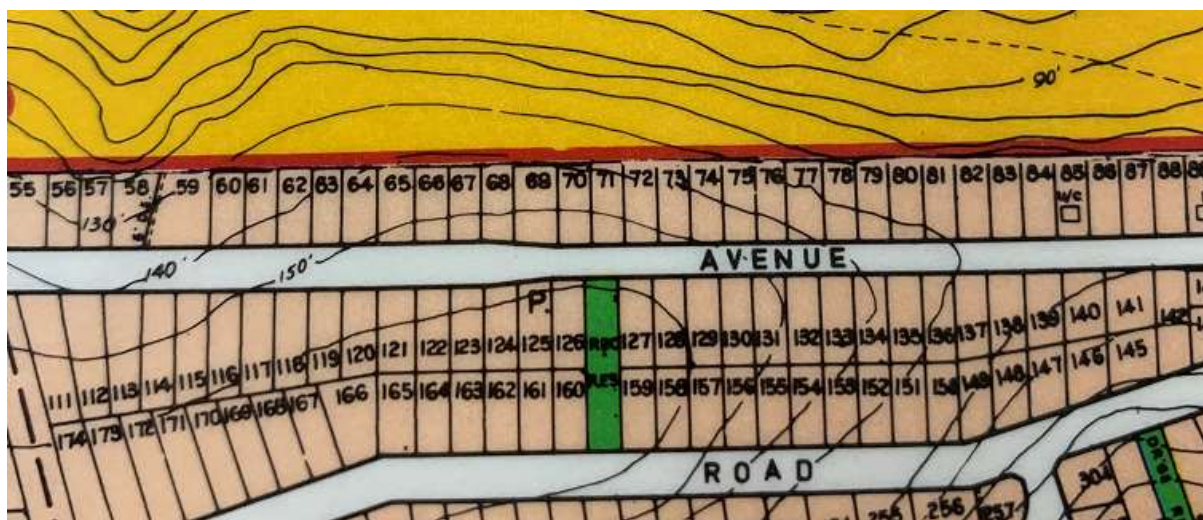 90'
55 56 57 58 59 60 61 62 63 64 65 66 67 68 69 70 71 72 73 74 75 76 77 78 79 80 81 82 83 84 85 86 87 88
u/c
130'
140' 150' AVENUE
P.
111 112 113 114 115 116 117 118 119 120 121 122 123 124 125 126 127 128 129 130 131 132 133 134 135 136 137 138 139 140 141 142
REC
RES
174 173 172 171 170 169 168 167 166 165 164 163 162 161 160 159 158 157 156 155 154 153 152 151 150 149 148 147 146 145
ROAD
DR'GE
304
256 257